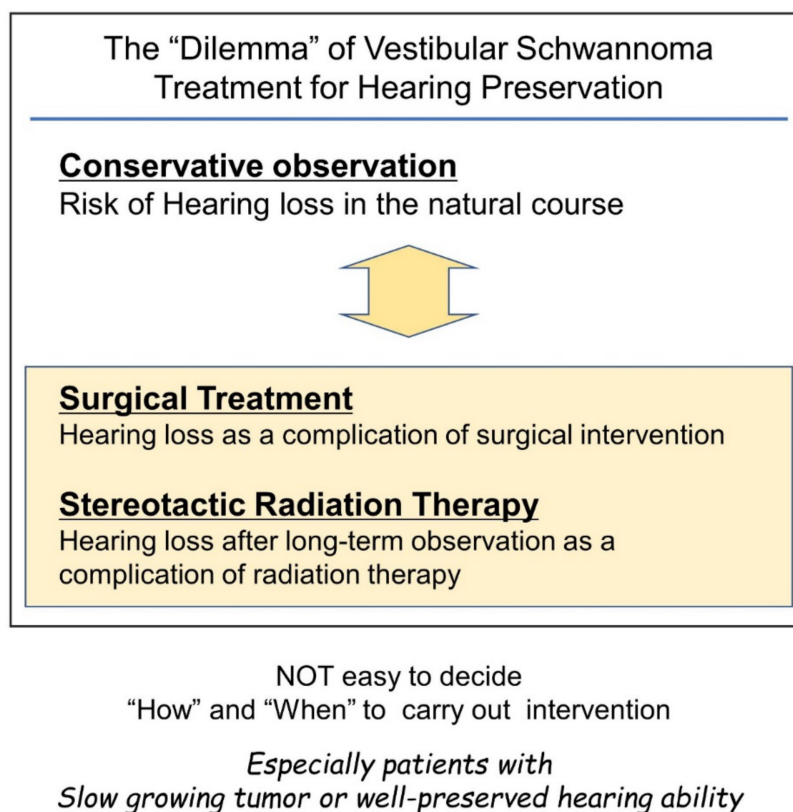 The “Dilemma” of Vestibular Schwannoma
Treatment for Hearing Preservation
Conservative observation
Risk of Hearing loss in the natural course
Surgical Treatment
Hearing loss as a complication of surgical intervention
Stereotactic Radiation Therapy
Hearing loss after long-term observation as a
complication of radiation therapy
NOT easy to decide
“How” and “When” to carry out intervention
Especially patients with
Slow growing tumor or well-preserved hearing ability